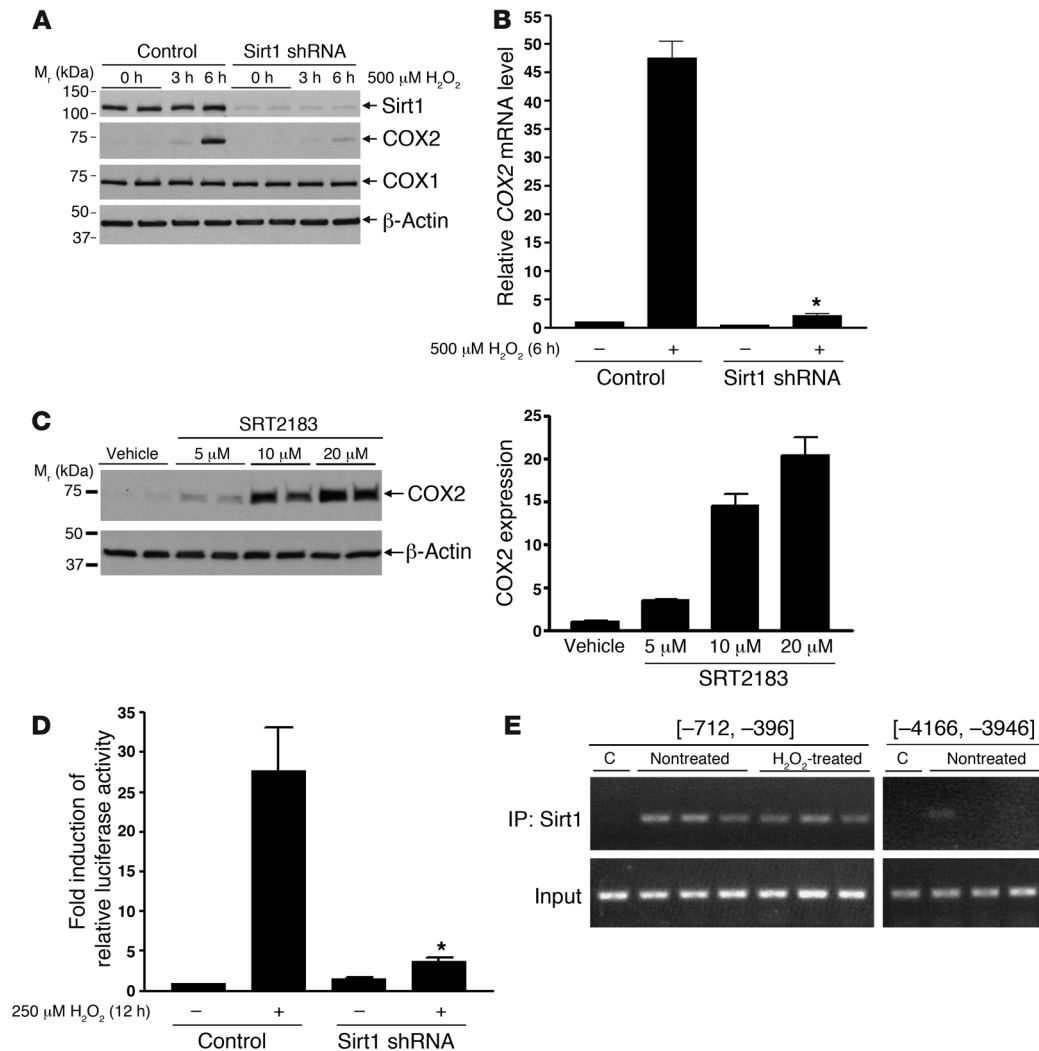 A
Control Sirt1 shRNA
Mr (kDa) 0 h 3 h 6 h 0 h 3 h 6 h 500 μM H2O2
150
100
Sirt1
75
COX2
75
COX1
50
37
β-Actin
B
Relative COX2 mRNA level
55
50
45
40
35
30
25
20
15
10
5
0
*
500 μM H2O2 (6 h) – + – +
Control Sirt1 shRNA
C
SRT2183
Vehicle 5 μM 10 μM 20 μM
Mr (kDa)
75
COX2
50
37
β-Actin
COX2 expression
25
20
15
10
5
0
Vehicle 5 μM 10 μM 20 μM
SRT2183
D
Fold induction of
relative luciferase activity
35
30
25
20
15
10
5
0
*
250 μM H2O2 (12 h) – + – +
Control Sirt1 shRNA
E
[–712, –396] [–4166, –3946]
C Nontreated H2O2-treated C Nontreated
IP: Sirt1
Input